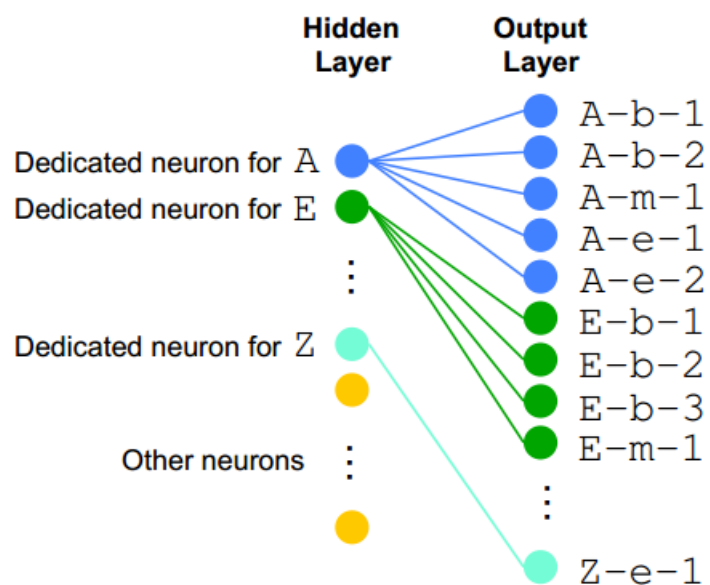 Hidden Layer
Output Layer
Dedicated neuron for A
Dedicated neuron for E
⋮
Dedicated neuron for Z
Other neurons ⋮
A-b-1
A-b-2
A-m-1
A-e-1
A-e-2
E-b-1
E-b-2
E-b-3
E-m-1
⋮
Z-e-1